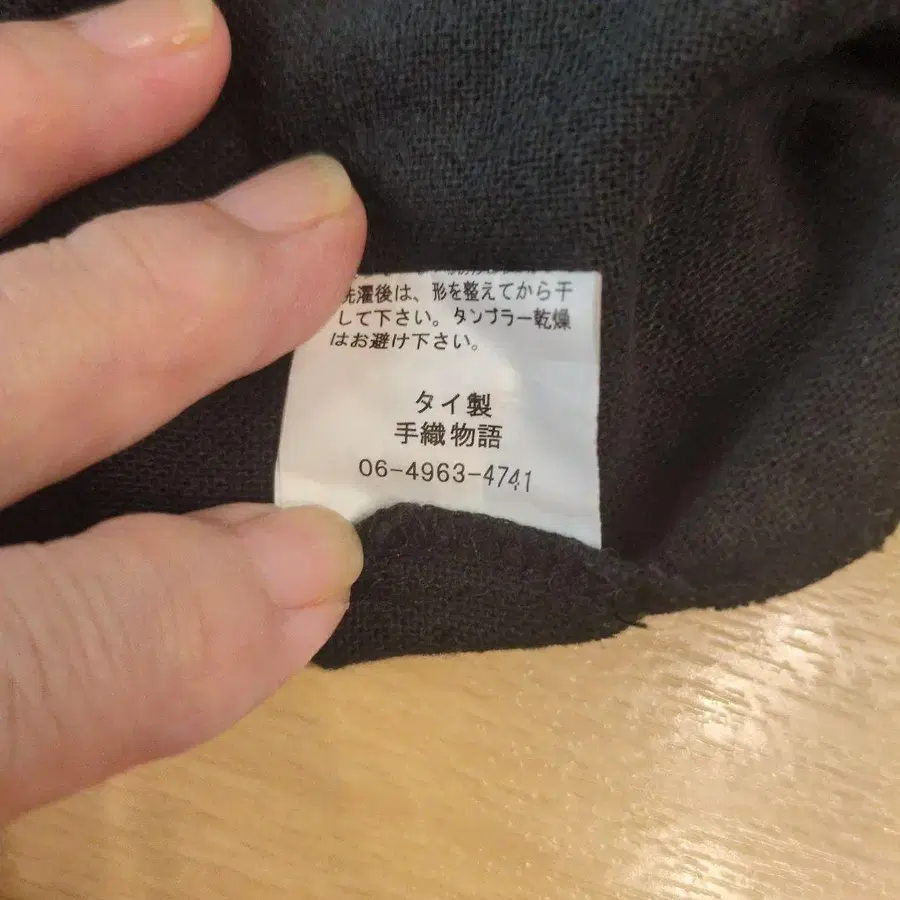 洗濯後は、形を整えてから干
して下さい。タンブラー乾燥
はお避け下さい。
タイ製
手織物語
06-4963-4741